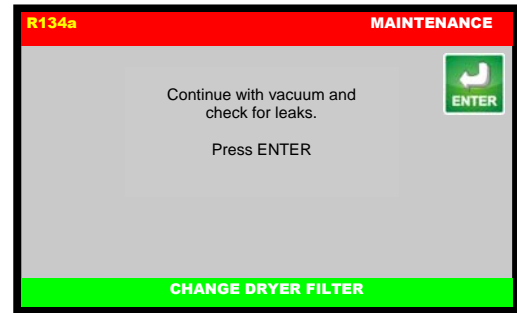 R134a MAINTENANCE
Continue with vacuum and
check for leaks.
ENTER
Press ENTER
CHANGE DRYER FILTER